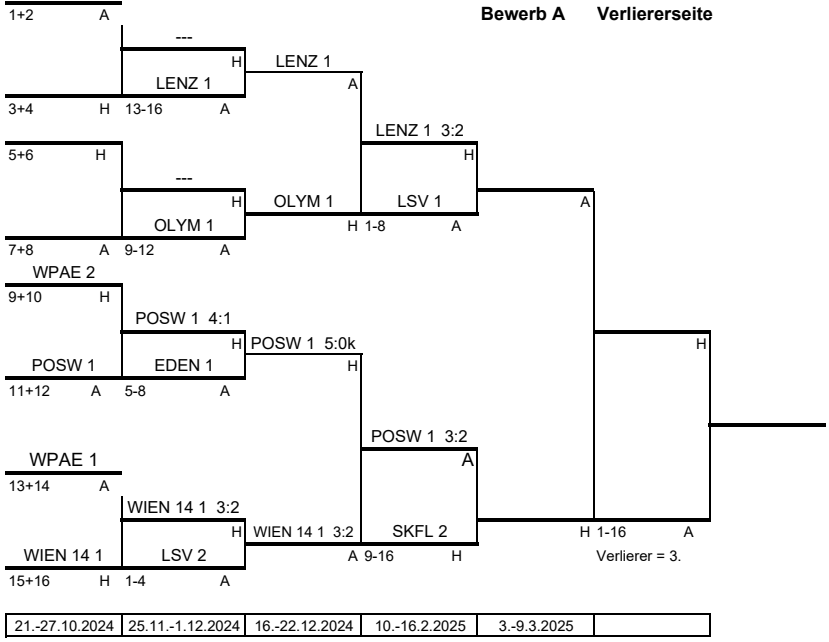 Bewerb A Verliererseite
1+2 A
---
H LENZ 1
LENZ 1 A
3+4 H 13-16 A
LENZ 1 3:2
5+6 H H
---
H OLYM 1 LSV 1 A
OLYM 1 H 1-8 A
7+8 A 9-12 A
WPAE 2
9+10 H
POSW 1 4:1
H POSW 1 5:0k H
POSW 1 EDEN 1 H
11+12 A 5-8 A
POSW 1 3:2
WPAE 1 A
13+14 A
WIEN 14 1 3:2
H WIEN 14 1 3:2 SKFL 2 H 1-16 A
WIEN 14 1 LSV 2 A 9-16 H Verlierer = 3.
15+16 H 1-4 A
21.-27.10.2024 25.11.-1.12.2024 16.-22.12.2024 10.-16.2.2025 3.-9.3.2025